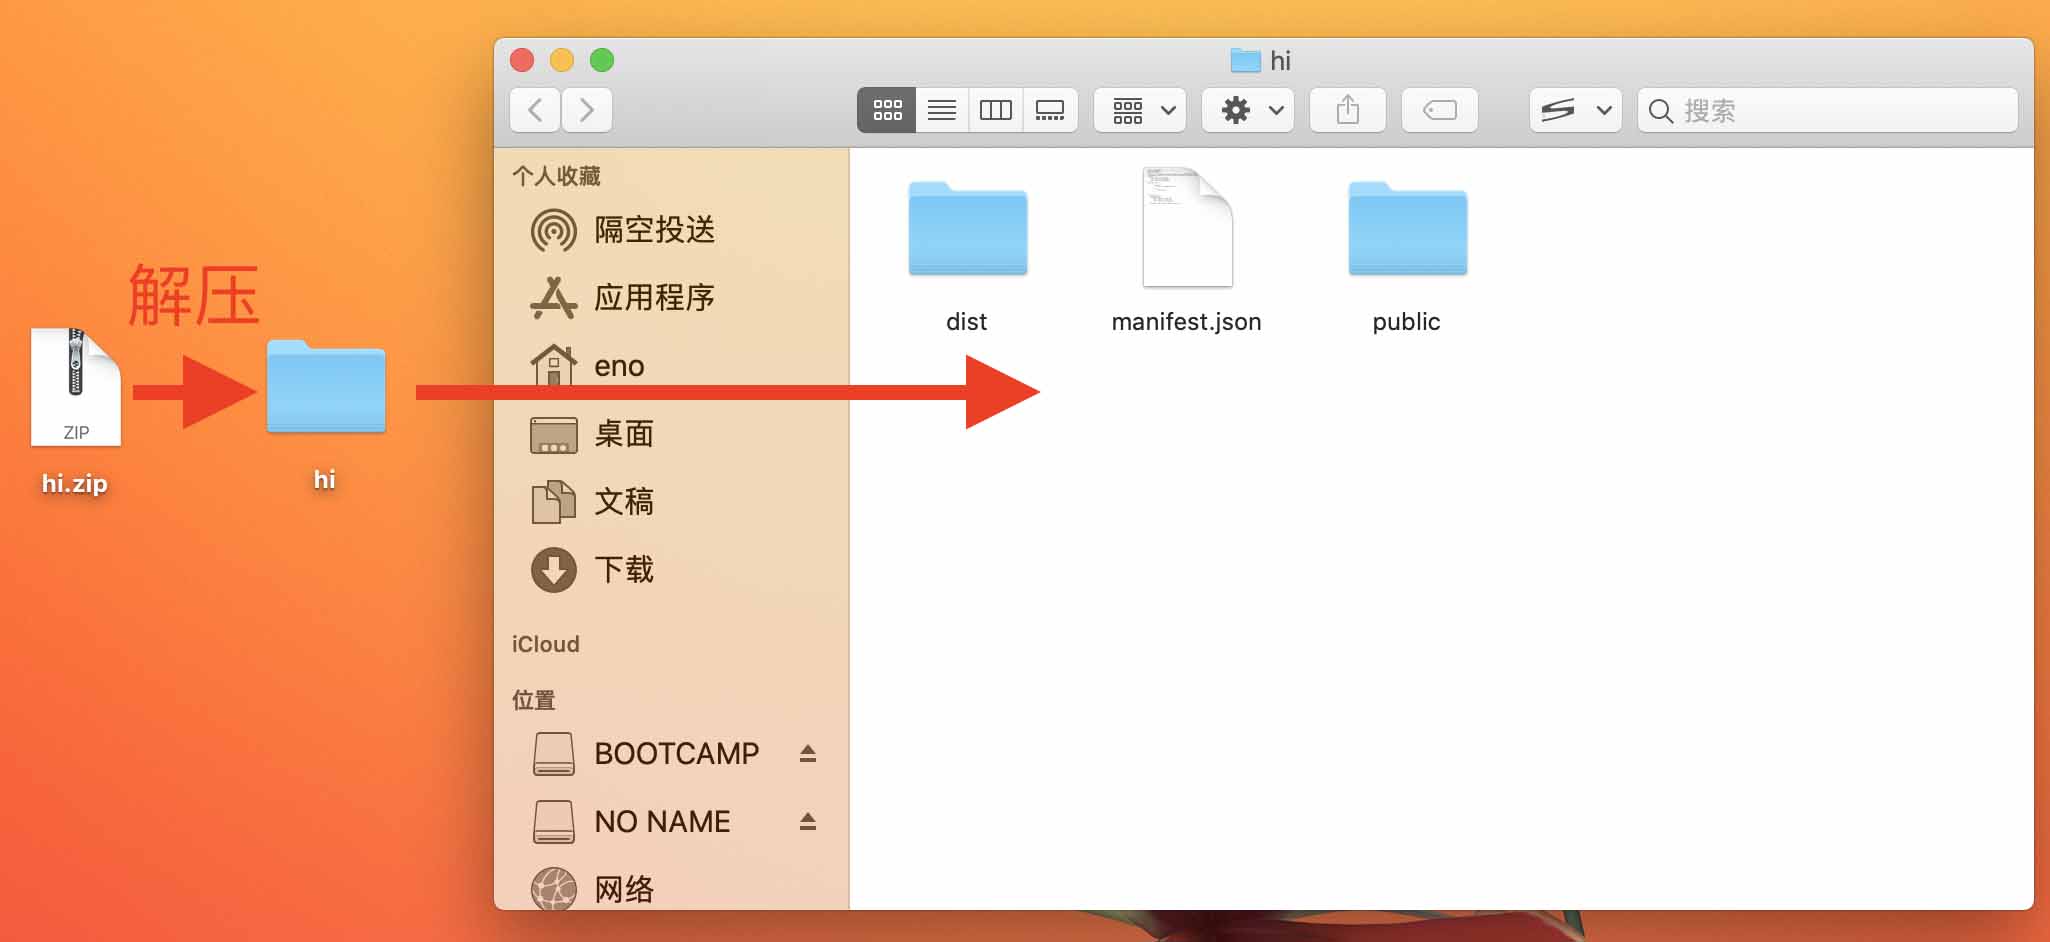 解压
ZIP
hi.zip
hi
hi
搜索
个人收藏
隔空投送
应用程序
eno
桌面
文稿
下载
iCloud
位置
BOOTCAMP
NO NAME
网络
dist
manifest.json
public